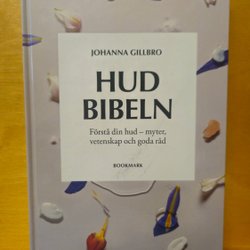 JOHANNA GILLBRO
HUD
BIBELN
Förstå din hud – myter,
vetenskap och goda råd
BOOKMARK